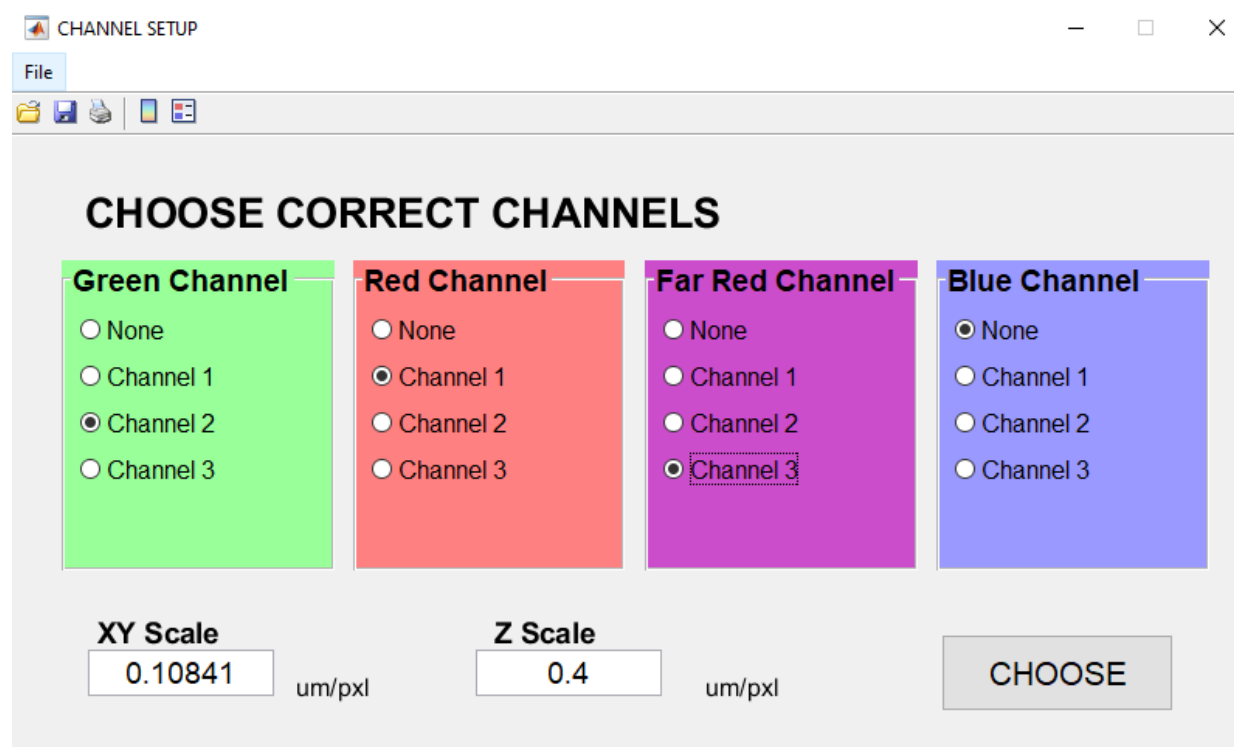 CHANNEL SETUP
File
CHOOSE CORRECT CHANNELS
Green Channel
None
Channel 1
Channel 2
Channel 3
Red Channel
None
Channel 1
Channel 2
Channel 3
Far Red Channel
None
Channel 1
Channel 2
Channel 3
Blue Channel
None
Channel 1
Channel 2
Channel 3
XY Scale
0.10841 um/pxl
Z Scale
0.4 um/pxl
CHOOSE